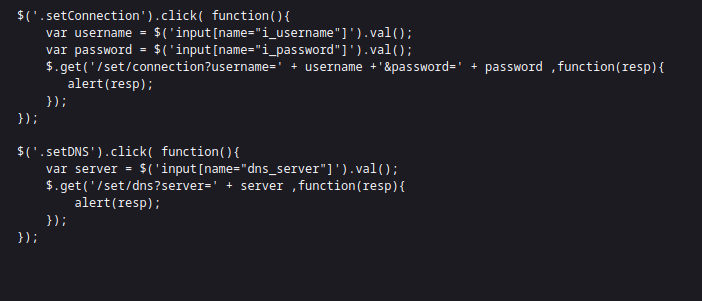 $('.setConnection').click( function(){
    var username = $('input[name="i_username"]').val();
    var password = $('input[name="i_password"]').val();
    $.get('/set/connection?username=' + username +'&password=' + password ,function(resp){
       alert(resp);
    });
});

$('.setDNS').click( function(){
    var server = $('input[name="dns_server"]').val();
    $.get('/set/dns?server=' + server ,function(resp){
        alert(resp);
    });
});